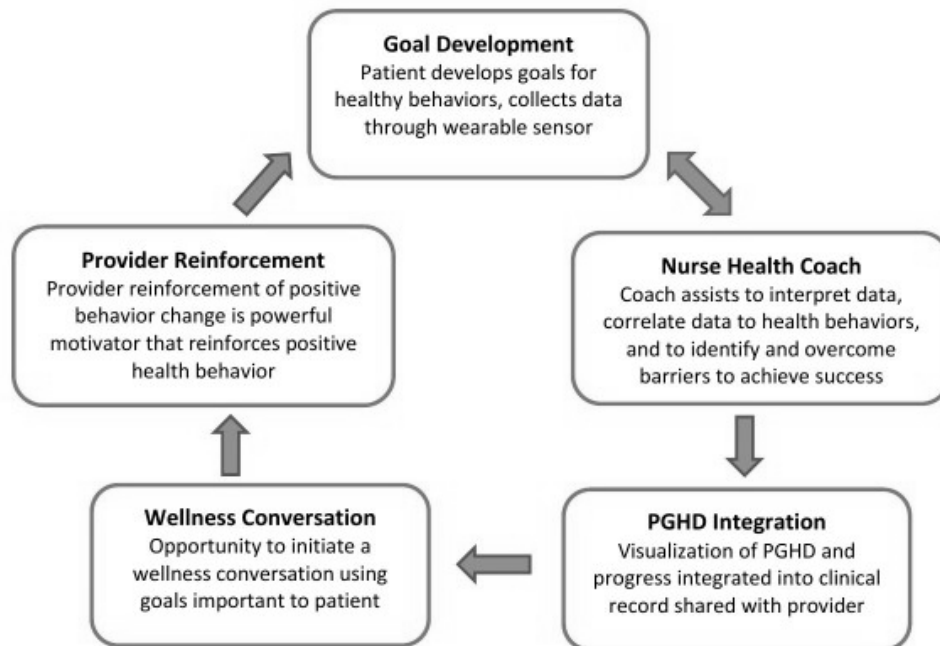 Goal Development
Patient develops goals for
healthy behaviors, collects data
through wearable sensor
Provider Reinforcement
Provider reinforcement of positive
behavior change is powerful
motivator that reinforces positive
health behavior
Nurse Health Coach
Coach assists to interpret data,
correlate data to health behaviors,
and to identify and overcome
barriers to achieve success
Wellness Conversation
Opportunity to initiate a
wellness conversation using
goals important to patient
PGHD Integration
Visualization of PGHD and
progress integrated into clinical
record shared with provider